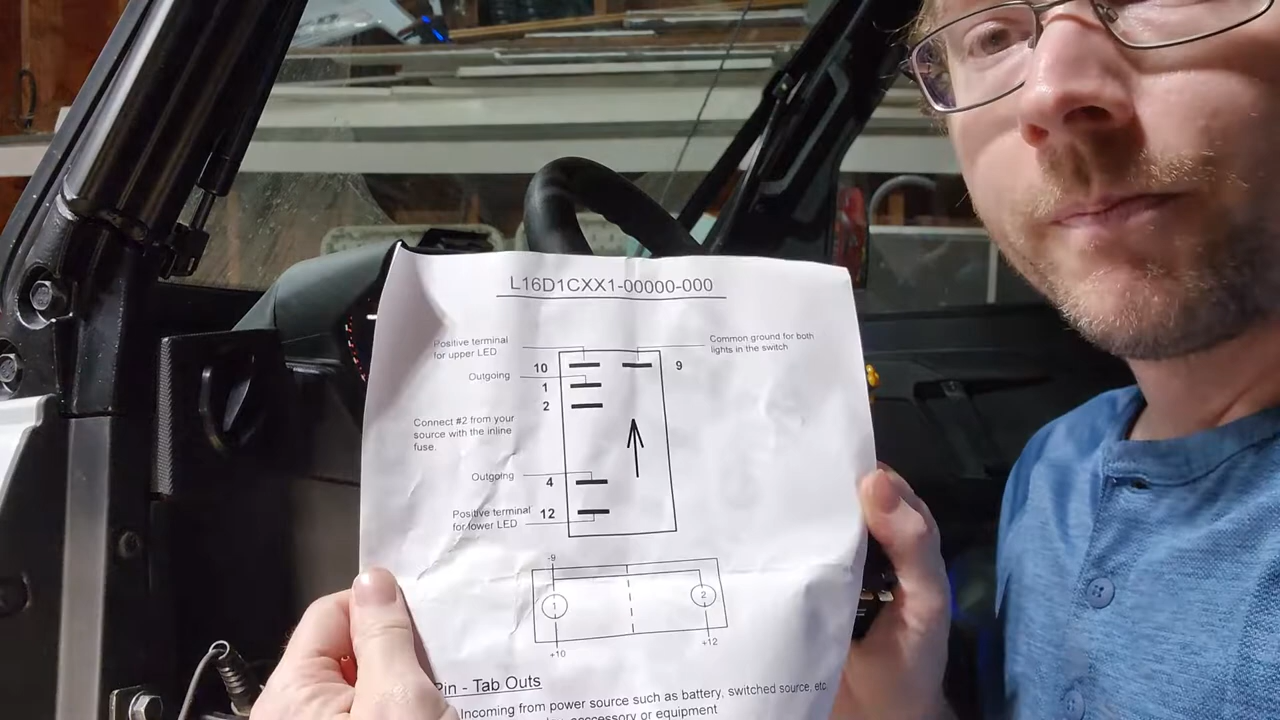 L16D1CXX1-00000-000
Positive terminal
for upper LED
Common ground for both
lights in the switch
10
9
Outgoing
1
2
Connect #2 from your
source with the inline
fuse.
Outgoing
4
12
Positive terminal
for lower LED
-9
1
2
+10
+12
Pin - Tab Outs
Incoming from power source such as battery, switched source, etc.
accessory or equipment